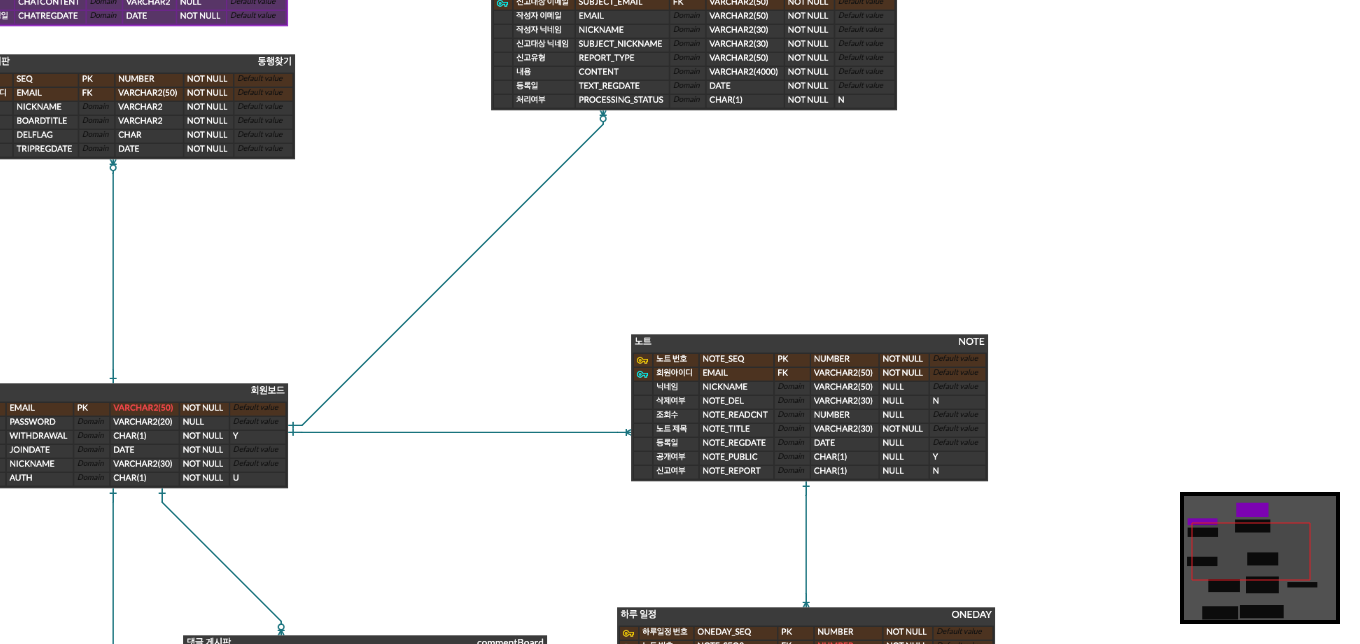 CHATCONTENT Domain VARCHAR2 NULL Default value
일 CHATREGDATE Domain DATE NOT NULL Default value
신고대상 이메일 SUBJECT_EMAIL FK VARCHAR2(50) NOT NULL Default value
작성자 이메일 EMAIL Domain VARCHAR2(50) NOT NULL Default value
작성자 닉네임 NICKNAME Domain VARCHAR2(30) NOT NULL Default value
신고대상 닉네임 SUBJECT_NICKNAME Domain VARCHAR2(30) NOT NULL Default value
신고유형 REPORT_TYPE Domain VARCHAR2(50) NOT NULL Default value
내용 CONTENT Domain VARCHAR2(4000) NOT NULL Default value
등록일 TEXT_REGDATE Domain DATE NOT NULL Default value
처리여부 PROCESSING_STATUS Domain CHAR(1) NOT NULL N
판 동행찾기
SEQ PK NUMBER NOT NULL Default value
디 EMAIL FK VARCHAR2(50) NOT NULL Default value
NICKNAME Domain VARCHAR2 NOT NULL Default value
BOARDTITLE Domain VARCHAR2 NOT NULL Default value
DELFLAG Domain CHAR NOT NULL Default value
TRIPREGDATE Domain DATE NOT NULL Default value
노트 NOTE
노트 번호 NOTE_SEQ PK NUMBER NOT NULL Default value
회원아이디 EMAIL FK VARCHAR2(50) NOT NULL Default value
닉네임 NICKNAME Domain VARCHAR2(50) NULL Default value
삭제여부 NOTE_DEL Domain VARCHAR2(30) NULL N
조회수 NOTE_READCNT Domain NUMBER NULL Default value
노트 제목 NOTE_TITLE Domain VARCHAR2(30) NOT NULL Default value
등록일 NOTE_REGDATE Domain DATE NULL Default value
공개여부 NOTE_PUBLIC Domain CHAR(1) NULL Y
신고여부 NOTE_REPORT Domain CHAR(1) NULL N
회원보드
EMAIL PK VARCHAR2(50) NOT NULL Default value
PASSWORD Domain VARCHAR2(20) NULL Default value
WITHDRAWAL Domain CHAR(1) NOT NULL Y
JOINDATE Domain DATE NOT NULL Default value
NICKNAME Domain VARCHAR2(30) NOT NULL Default value
AUTH Domain CHAR(1) NOT NULL U
댓글 게시판 commentBoard
하루 일정 ONEDAY
하루일정 번호 ONEDAY_SEQ PK NUMBER NOT NULL Default value